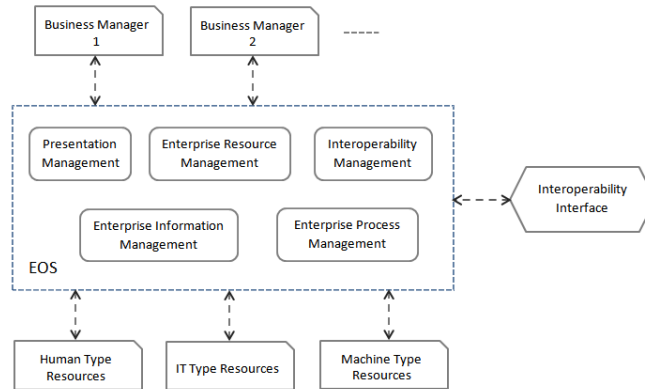 Business Manager
1
Business Manager
2
Presentation
Management
Enterprise Resource
Management
Interoperability
Management
Interoperability
Interface
Enterprise Information
Management
Enterprise Process
Management
EOS
Human Type
Resources
IT Type Resources
Machine Type
Resources